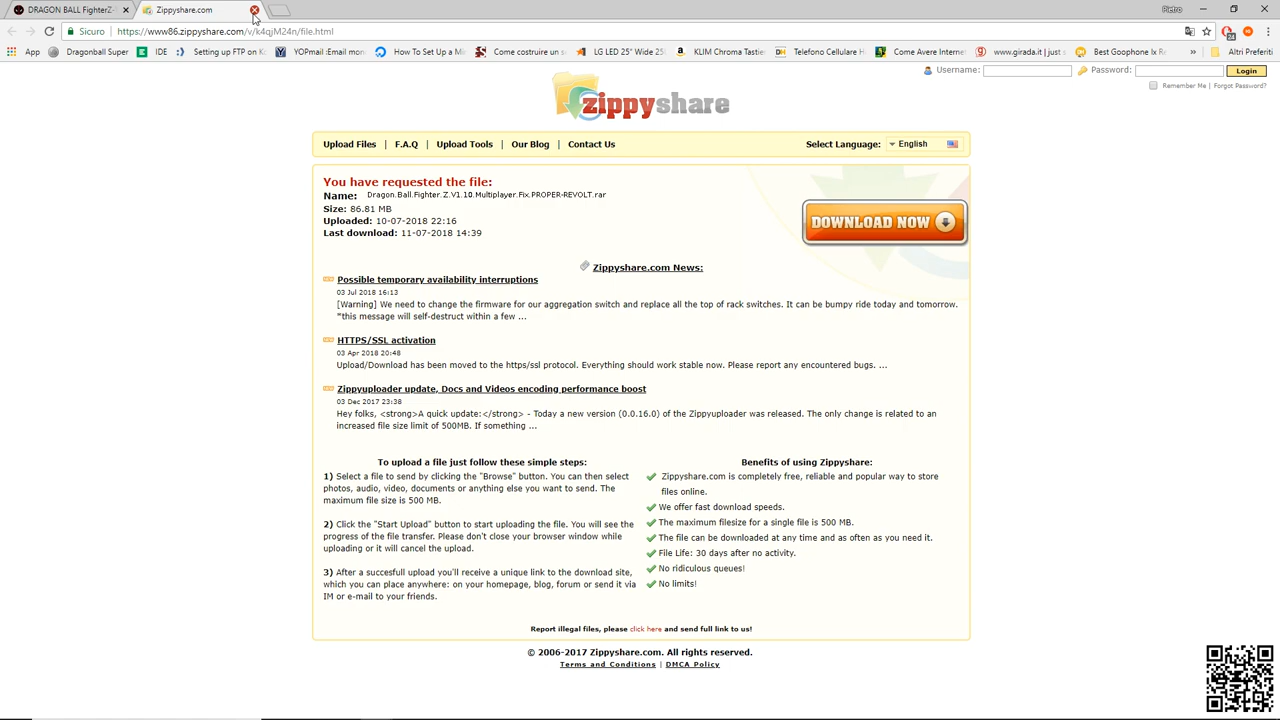 DRAGON BALL FighterZ-
Zippyshare.com
Pietro
Sicuro
https://www86.zippyshare.com/v/k4qjM24n/file.html
App
Dragonball Super
IDE
Setting up FTP on Ko
YOPmail :Email mon
How To Set Up a Mi
Come costruire un s
LG LED 25" Wide 25
KLIM Chroma Tastie
Telefono Cellulare H
Come Avere Internet
www.girada.it | just s
Best Goophone Ix R
»
Altri Preferiti
Username:
Password:
Login
Remember Me | Forgot Password?
zippyshare
Upload Files | F.A.Q | Upload Tools | Our Blog | Contact Us
Select Language: English
You have requested the file:
Name: Dragon.Ball.Fighter.Z.V1.10.Multiplayer.Fix.PROPER-REVOLT.rar
Size: 86.81 MB
Uploaded: 10-07-2018 22:16
Last download: 11-07-2018 14:39
DOWNLOAD NOW
Zippyshare.com News:
Possible temporary availability interruptions
03 Jul 2018 16:13
[Warning] We need to change the firmware for our aggregation switch and replace all the top of rack switches. It can be bumpy ride today and tomorrow.
*this message will self-destruct within a few ...
HTTPS/SSL activation
03 Apr 2018 20:48
Upload/Download has been moved to the https/ssl protocol. Everything should work stable now. Please report any encountered bugs. ...
Zippyuploader update, Docs and Videos encoding performance boost
03 Dec 2017 23:38
Hey folks, <strong>A quick update:</strong> - Today a new version (0.0.16.0) of the Zippyuploader was released. The only change is related to an
increased file size limit of 500MB. If something ...
To upload a file just follow these simple steps:
1) Select a file to send by clicking the "Browse" button. You can then select
photos, audio, video, documents or anything else you want to send. The
maximum file size is 500 MB.
2) Click the "Start Upload" button to start uploading the file. You will see the
progress of the file transfer. Please don't close your browser window while
uploading or it will cancel the upload.
3) After a succesfull upload you'll receive a unique link to the download site,
which you can place anywhere: on your homepage, blog, forum or send it via
IM or e-mail to your friends.
Benefits of using Zippyshare:
Zippyshare.com is completely free, reliable and popular way to store
files online.
We offer fast download speeds.
The maximum filesize for a single file is 500 MB.
The file can be downloaded at any time and as often as you need it.
File Life: 30 days after no activity.
No ridiculous queues!
No limits!
Report illegal files, please click here and send full link to us!
© 2006-2017 Zippyshare.com. All rights reserved.
Terms and Conditions | DMCA Policy